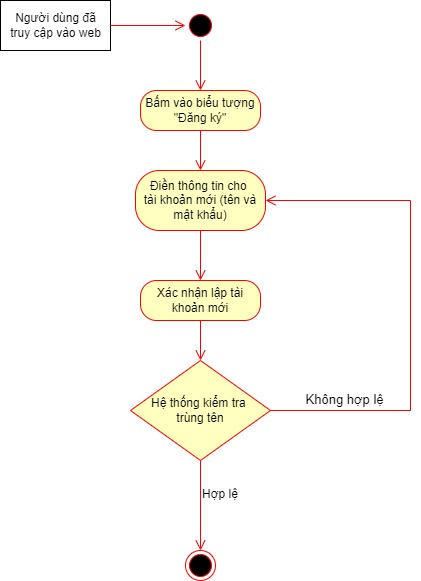 Người dùng đã
truy cập vào web
Bấm vào biểu tượng
"Đăng ký"
Điền thông tin cho
tài khoản mới (tên và
mật khẩu)
Xác nhận lập tài
khoản mới
Hệ thống kiểm tra
trùng tên
Không hợp lệ
Hợp lệ